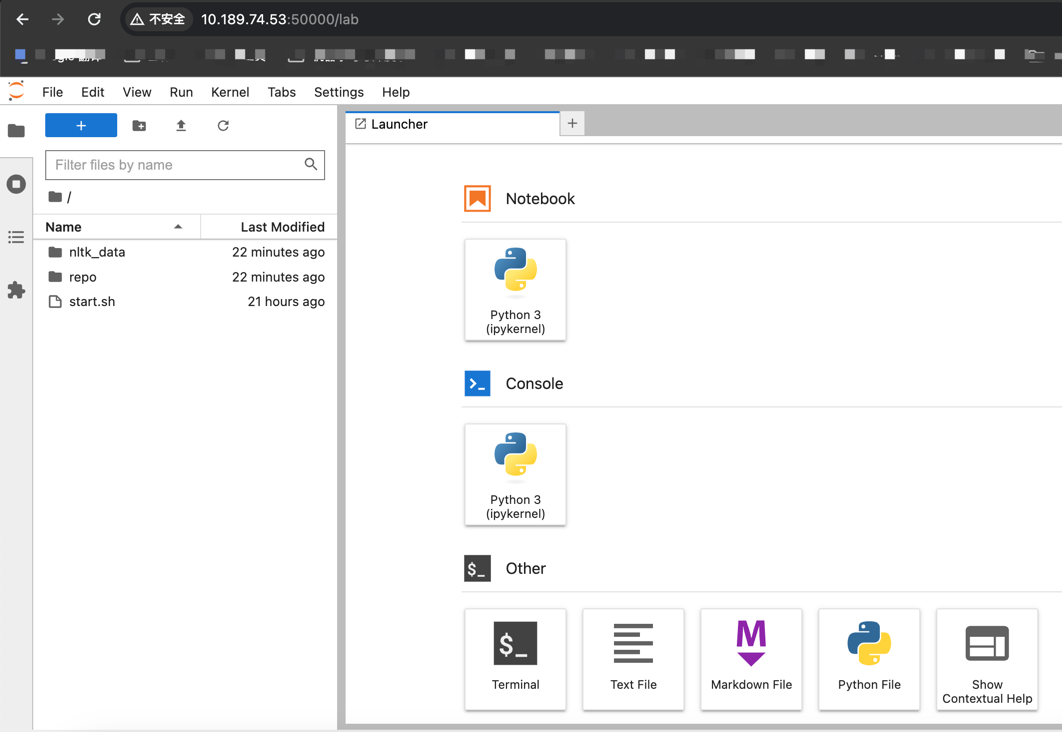 不安全 10.189.74.53:50000/lab
File Edit View Run Kernel Tabs Settings Help
+
Launcher +
Filter files by name
/
Name Last Modified
nltk_data 22 minutes ago
repo 22 minutes ago
start.sh 21 hours ago
Notebook
Python 3
(ipykernel)
Console
Python 3
(ipykernel)
$_ Other
$_
Terminal
Text File
Markdown File
Python File
Show
Contextual Help